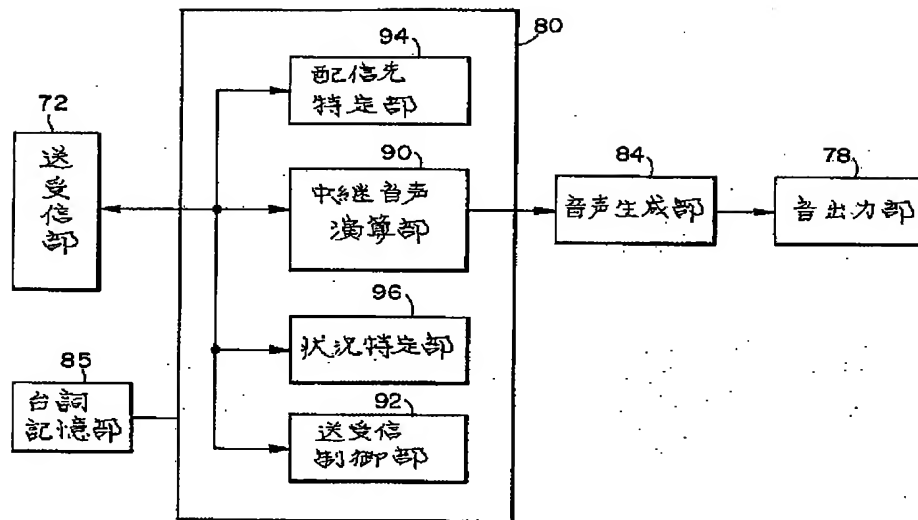 80
94
配信先
特定部
72
送
受
信
部
90
中継音声
演算部
84
音声生成部
78
音出力部
96
状況特定部
85
台詞
記憶部
92
送受信
制御部